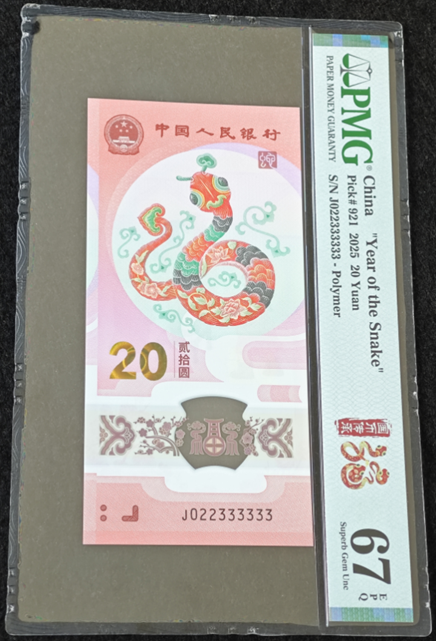 中国人民银行
20
贰拾圆
J022333333
PMG
PAPER MONEY GUARANTY
China "Year of the Snake"
Pick# 921 2025 20 Yuan
S/N J022333333 - Polymer
67
EPQ
Superb Gem Unc